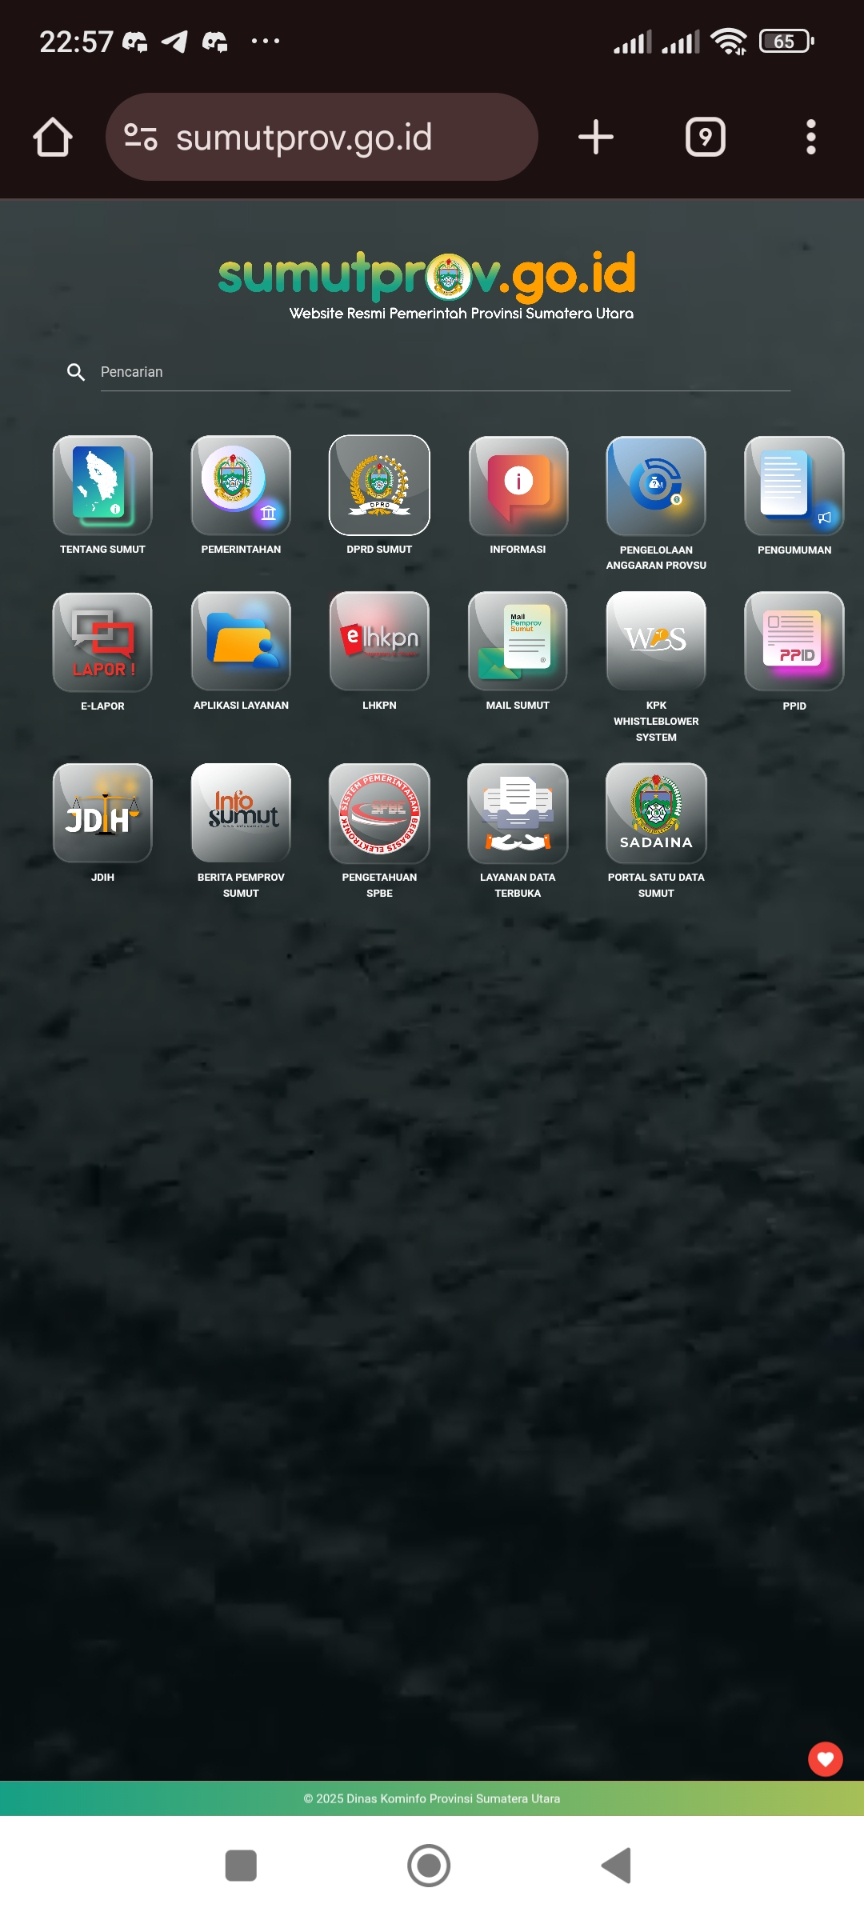 22:57
65
sumutprov.go.id
9
sumutprov.go.id
Website Resmi Pemerintah Provinsi Sumatera Utara
Pencarian
TENTANG SUMUT
PEMERINTAHAN
DPRD
DPRD SUMUT
INFORMASI
PENGELOLAAN
ANGGARAN PROVSU
PENGUMUMAN
LAPOR !
E-LAPOR
APLIKASI LAYANAN
elhkpn
LHKPN
Mail
Pemprov
Sumut
MAIL SUMUT
WBS
KPK
WHISTLEBLOWER
SYSTEM
PPID
PPID
JDIH
JDIH
Info
Sumut
BERITA PEMPROV
SUMUT
SISTEM PEMERINTAHAN
SPBE
BERBASIS ELEKTRONIK
PENGETAHUAN
SPBE
LAYANAN DATA
TERBUKA
SADAINA
PORTAL SATU DATA
SUMUT
© 2025 Dinas Kominfo Provinsi Sumatera Utara